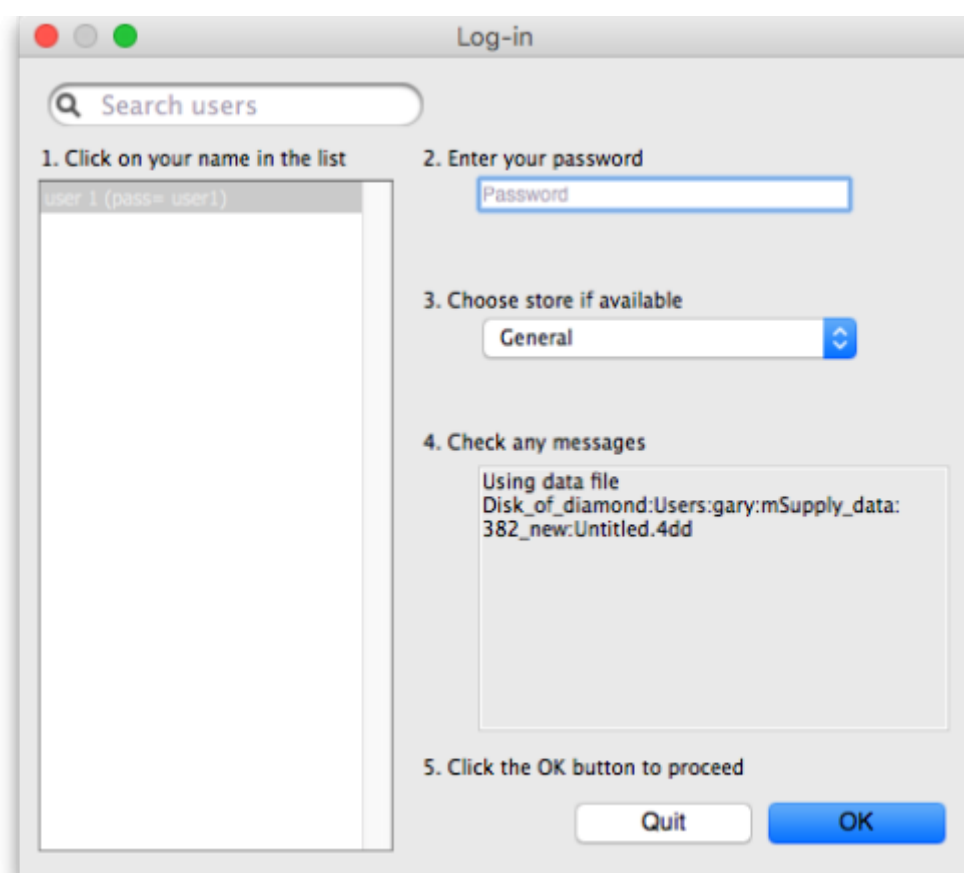 Log-in
Search users
1. Click on your name in the list
user 1 (pass= user1)
2. Enter your password
Password
3. Choose store if available
General
4. Check any messages
Using data file
Disk_of_diamond:Users:gary:mSupply_data:
382_new:Untitled.4dd
5. Click the OK button to proceed
Quit
OK